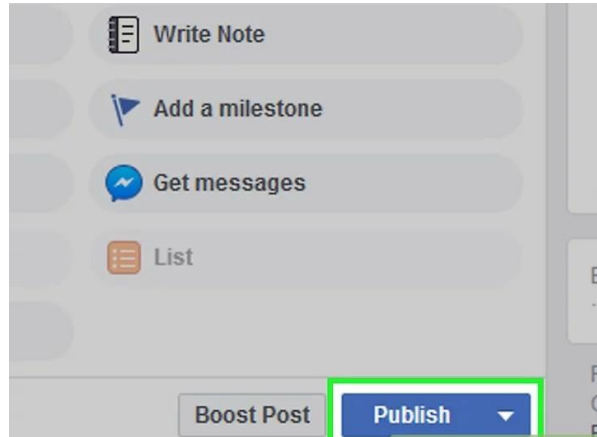 Write Note
Add a milestone
Get messages
List
Boost Post
Publish